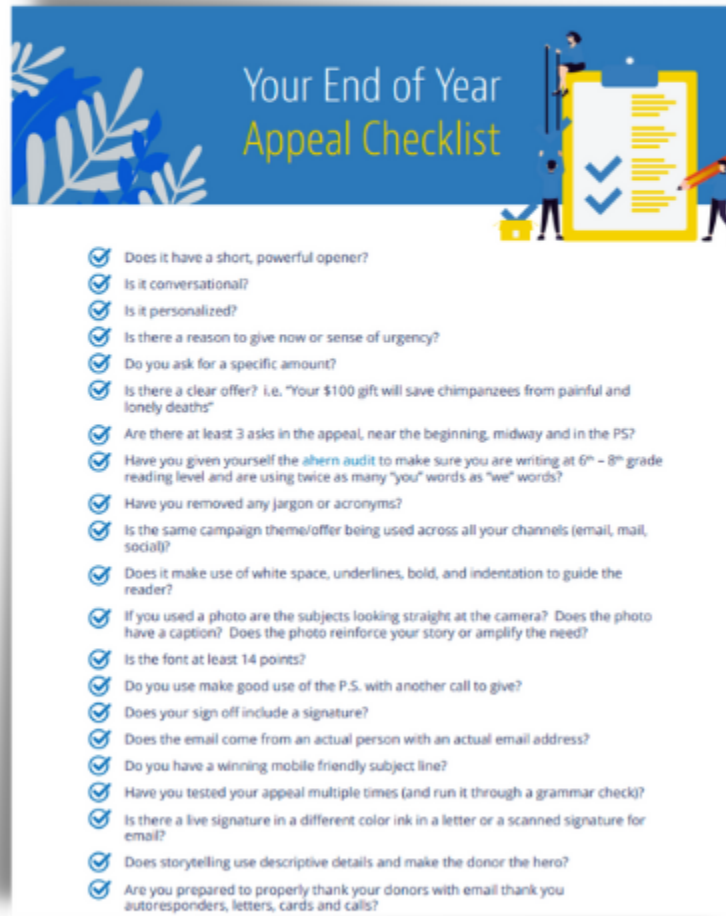 Your End of Year
Appeal Checklist
Does it have a short, powerful opener?
Is it conversational?
Is it personalized?
Is there a reason to give now or sense of urgency?
Do you ask for a specific amount?
Is there a clear offer? i.e. "Your $100 gift will save chimpanzees from painful and
lonely deaths"
Are there at least 3 asks in the appeal, near the beginning, midway and in the PS?
Have you given yourself the ahern audit to make sure you are writing at 6th – 8th grade
reading level and are using twice as many "you" words as "we" words?
Have you removed any jargon or acronyms?
Is the same campaign theme/offer being used across all your channels (email, mail,
social)?
Does it make use of white space, underlines, bold, and indentation to guide the
reader?
If you used a photo are the subjects looking straight at the camera? Does the photo
have a caption? Does the photo reinforce your story or amplify the need?
Is the font at least 14 points?
Do you use make good use of the P.S. with another call to give?
Does your sign off include a signature?
Does the email come from an actual person with an actual email address?
Do you have a winning mobile friendly subject line?
Have you tested your appeal multiple times (and run it through a grammar check)?
Is there a live signature in a different color ink in a letter or a scanned signature for
email?
Does storytelling use descriptive details and make the donor the hero?
Are you prepared to properly thank your donors with email thank you
autoresponders, letters, cards and calls?